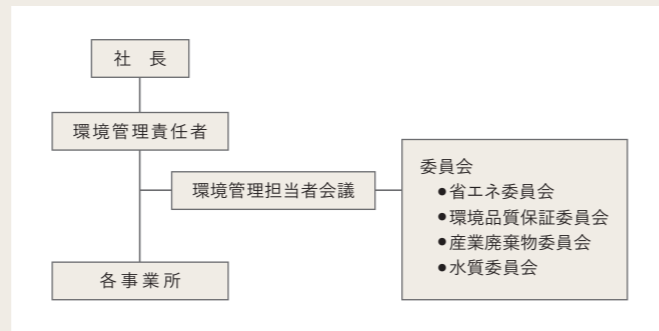 社　長
環境管理責任者
環境管理担当者会議
委員会
●省エネ委員会
●環境品質保証委員会
●産業廃棄物委員会
●水質委員会
各事業所